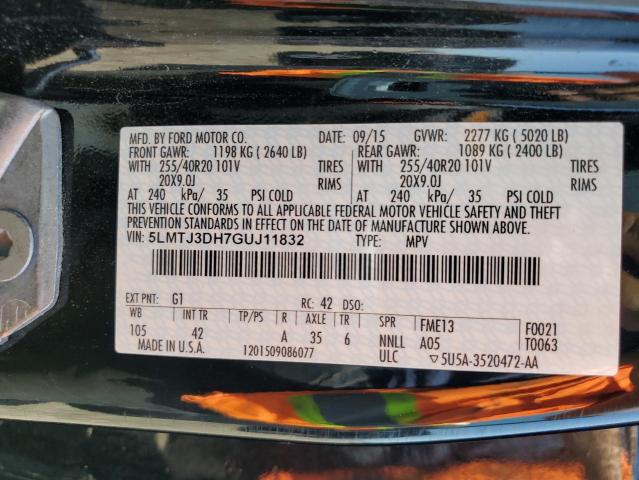 MFD. BY FORD MOTOR CO. DATE: 09/15 GVWR: 2277 KG ( 5020 LB)
FRONT GAWR: 1198 KG ( 2640 LB) REAR GAWR: 1089 KG ( 2400 LB)
WITH 255/40R20 101V TIRES WITH 255/40R20 101V TIRES
20X9.0J RIMS 20X9.0J RIMS
AT 240 kPa/ 35 PSI COLD AT 240 kPa/ 35 PSI COLD
THIS VEHICLE CONFORMS TO ALL APPLICABLE FEDERAL MOTOR VEHICLE SAFETY AND THEFT
PREVENTION STANDARDS IN EFFECT ON THE DATE OF MANUFACTURE SHOWN ABOVE.
VIN: 5LMTJ3DH7GUJ11832 TYPE: MPV
EXT PNT: G1 RC: 42 DSO:
WB INT TR TP/PS R AXLE TR SPR FME13 F0021
105 42 A 35 6 NNLL A05 T0063
MADE IN U.S.A. 1201509086077 ULC ▽5U5A-3520472-AA